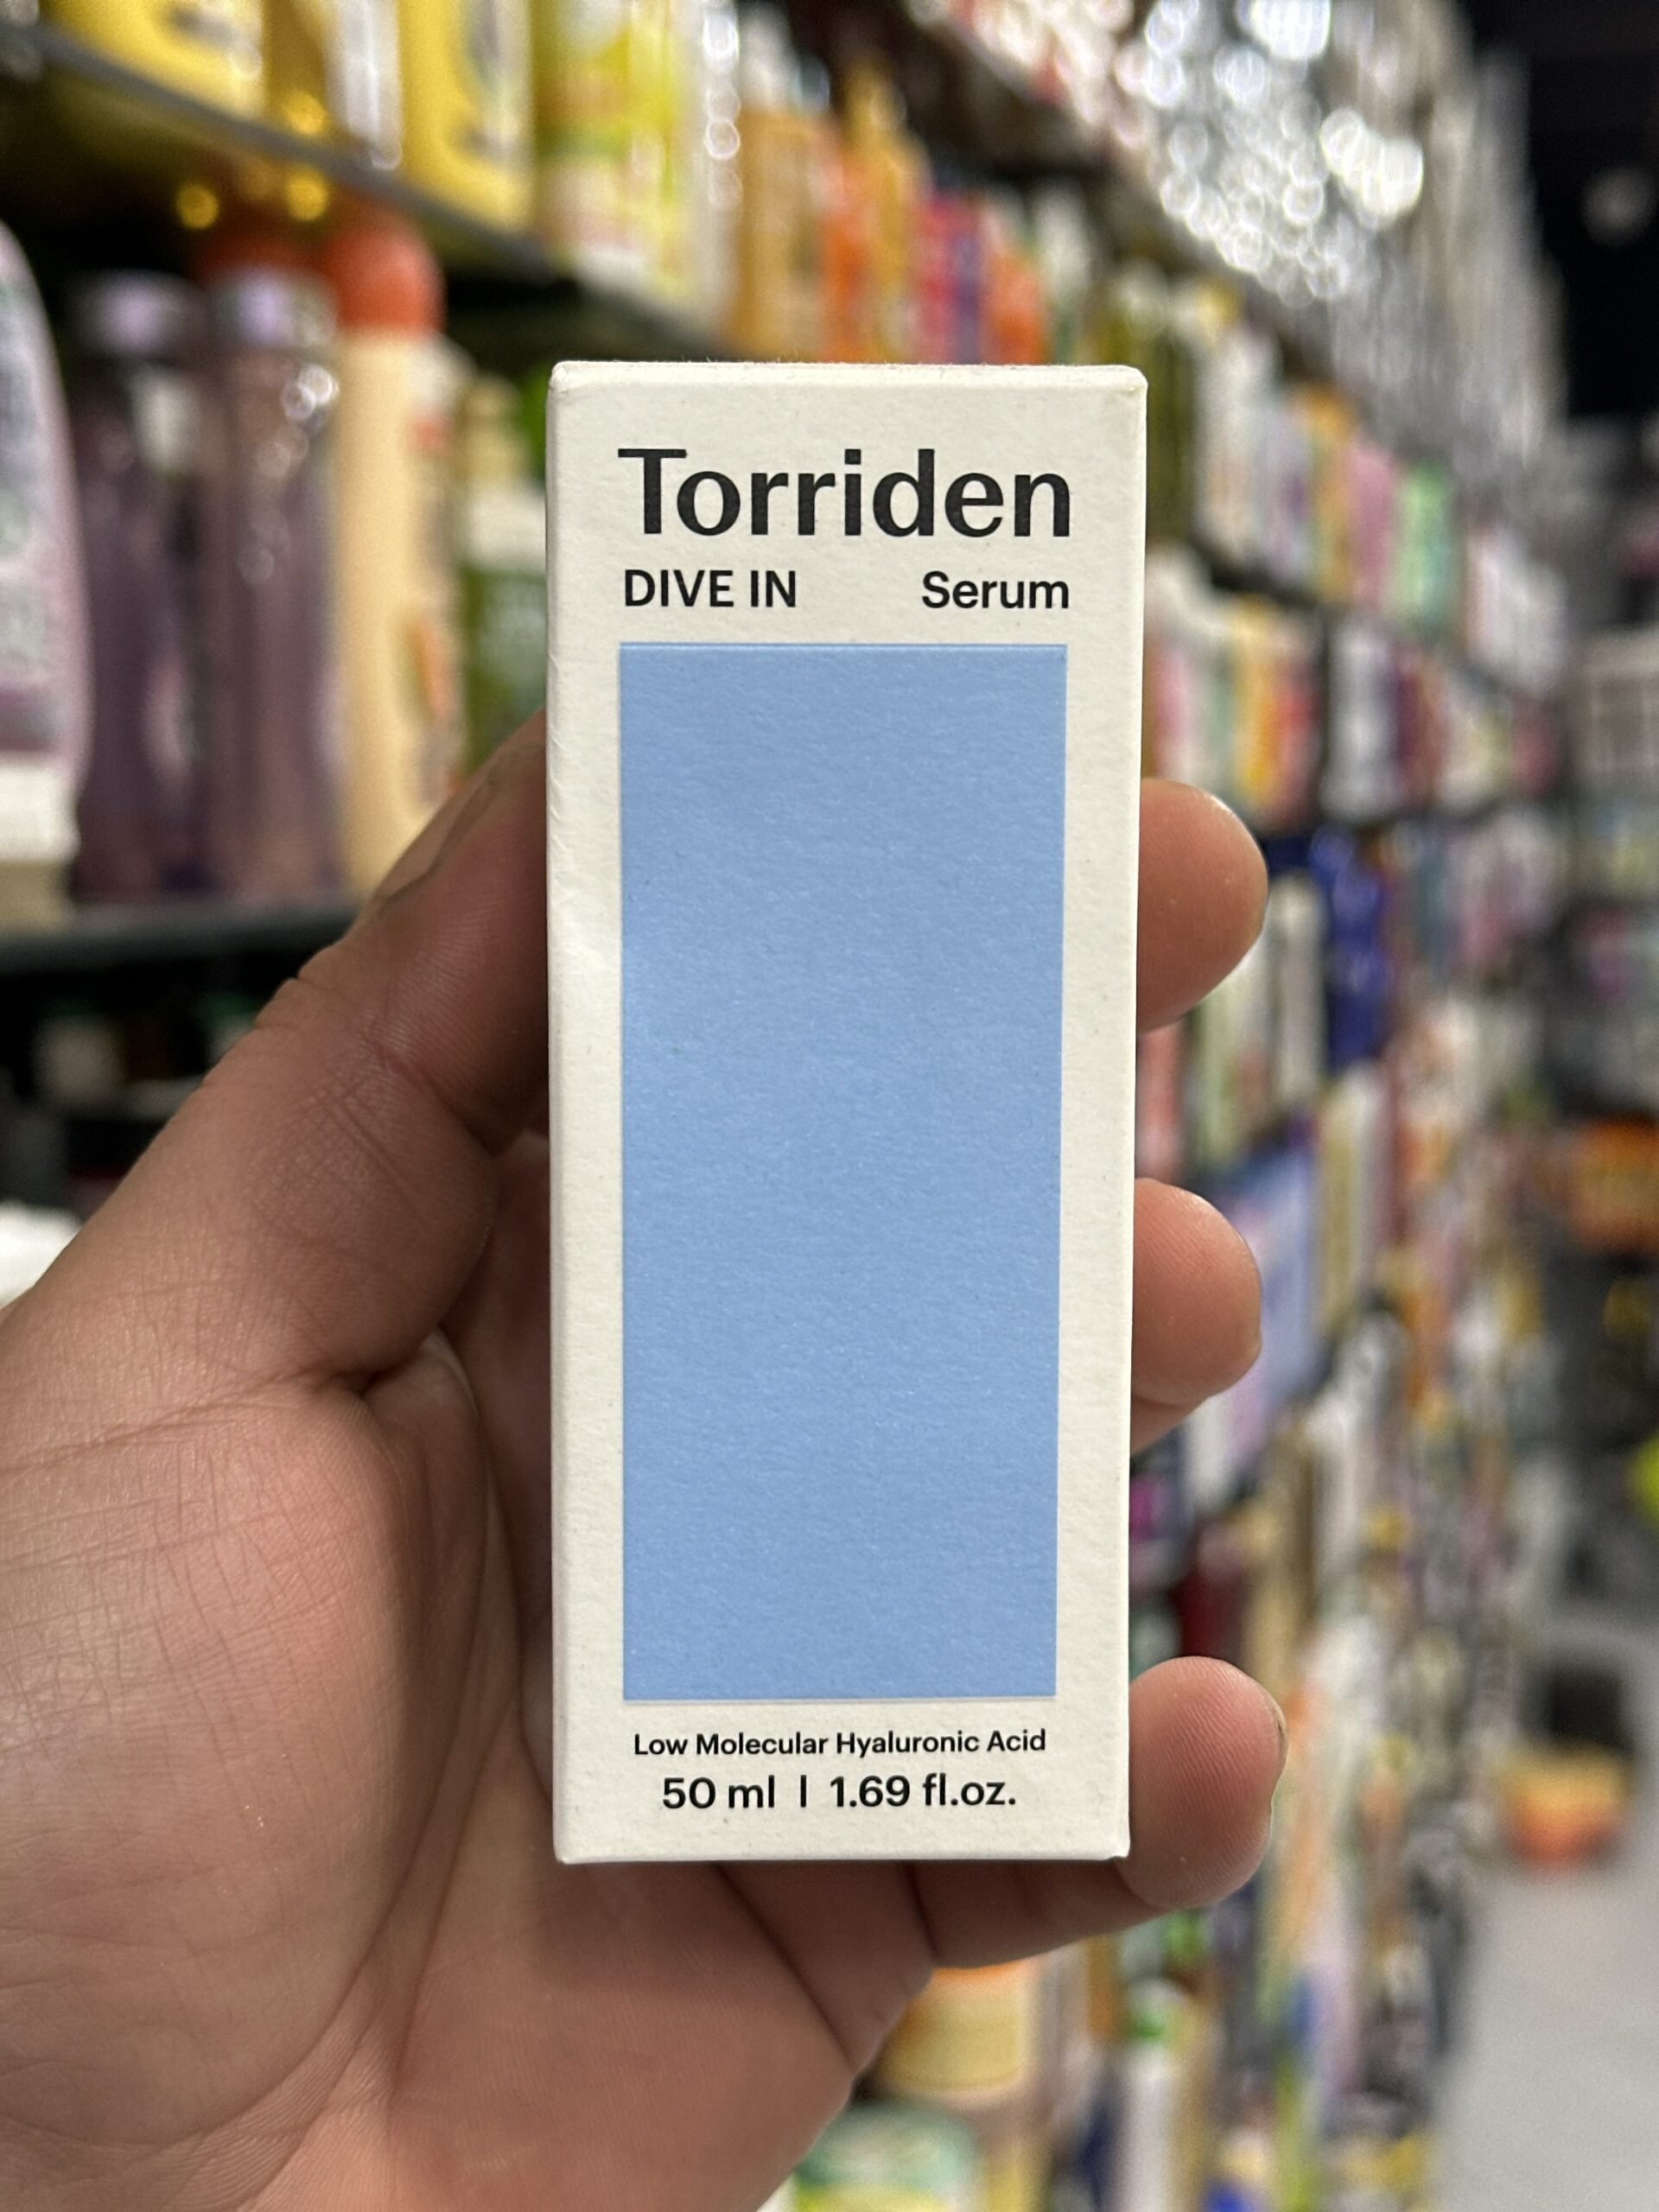 Torriden
DIVE IN Serum
Low Molecular Hyaluronic Acid
50 ml | 1.69 fl.oz.